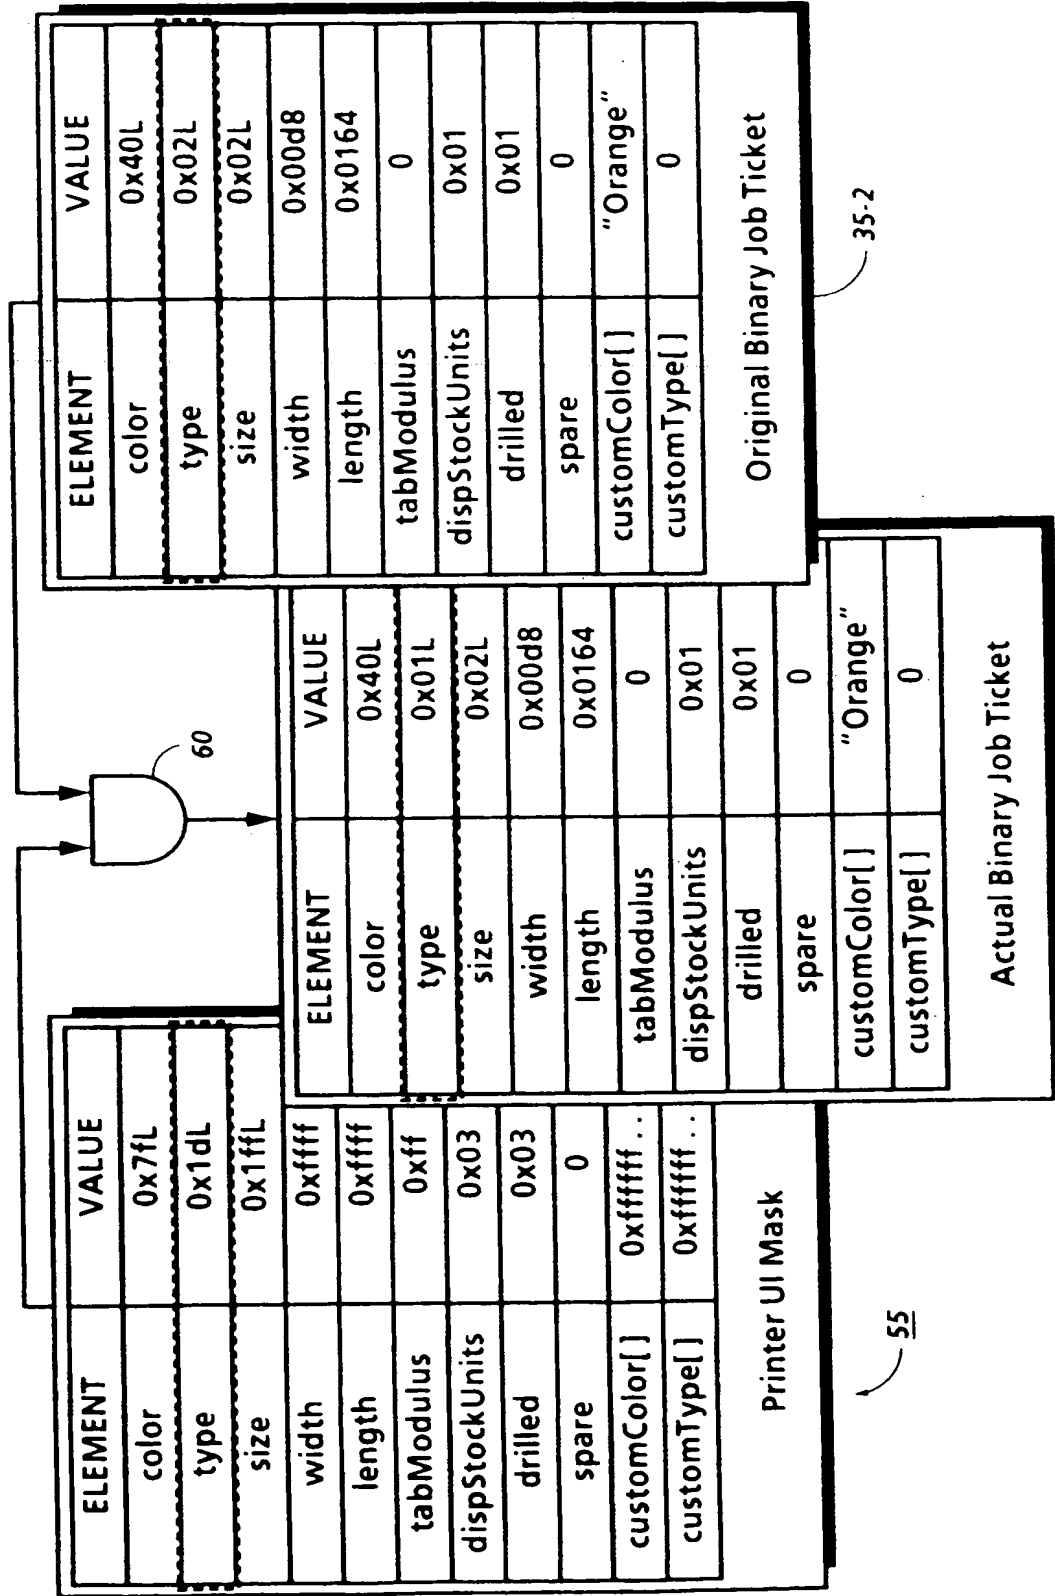 ELEMENT VALUE
color 0x7fL
type 0x1dL
size 0x1ffL
width 0xffff
length 0xffff
tabModulus 0xff
dispStockUnits 0x03
drilled 0x03
spare 0
customColor[ ] 0xffffff..
customType[ ] 0xffffff..
Printer UI Mask
55
60
ELEMENT VALUE
color 0x40L
type 0x01L
size 0x02L
width 0x00d8
length 0x0164
tabModulus 0
dispStockUnits 0x01
drilled 0x01
spare 0
customColor[ ] "Orange"
customType[ ] 0
Actual Binary Job Ticket
ELEMENT VALUE
color 0x40L
type 0x02L
size 0x02L
width 0x00d8
length 0x0164
tabModulus 0
dispStockUnits 0x01
drilled 0x01
spare 0
customColor[ ] "Orange"
customType[ ] 0
Original Binary Job Ticket
35-2